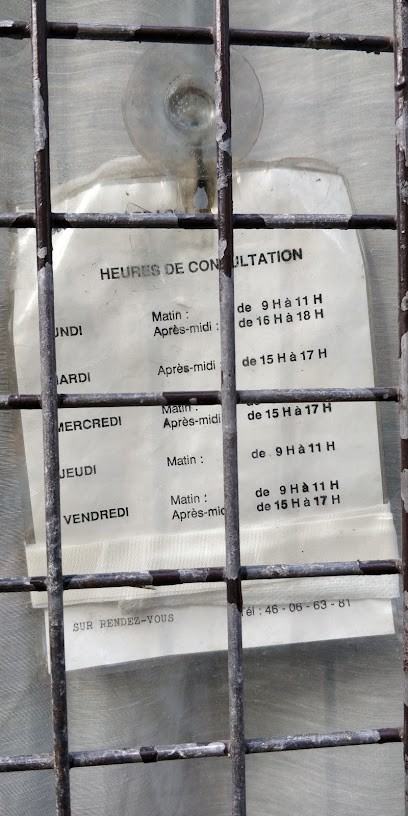 HEURES DE CONSULTATION
UNDI Matin : de 9 H à 11 H
Après-midi : de 16 H à 18 H
MARDI Après-midi : de 15 H à 17 H
MERCREDI Matin :
Après-midi de 15 H à 17 H
JEUDI Matin : de 9 H à 11 H
VENDREDI Matin : de 9 H à 11 H
Après-midi de 15 H à 17 H
SUR RENDEZ-VOUS Tél : 46 - 06 - 63 - 81